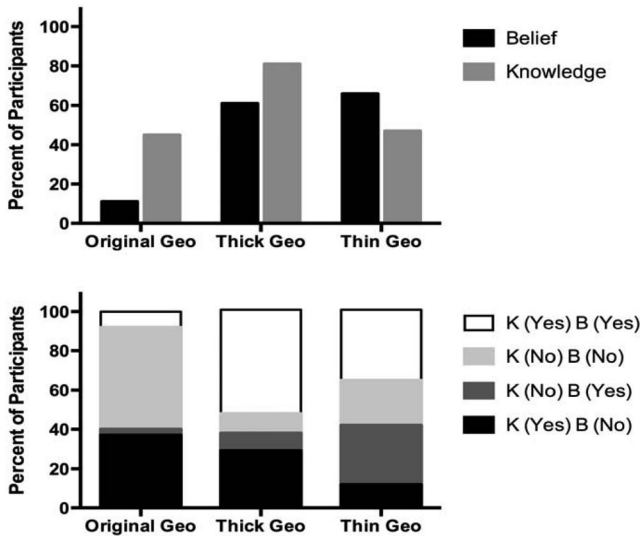 Percent of Participants
100
80
60
40
20
0
Original Geo
Thick Geo
Thin Geo
Belief
Knowledge
Percent of Participants
100
80
60
40
20
0
Original Geo
Thick Geo
Thin Geo
K (Yes) B (Yes)
K (No) B (No)
K (No) B (Yes)
K (Yes) B (No)